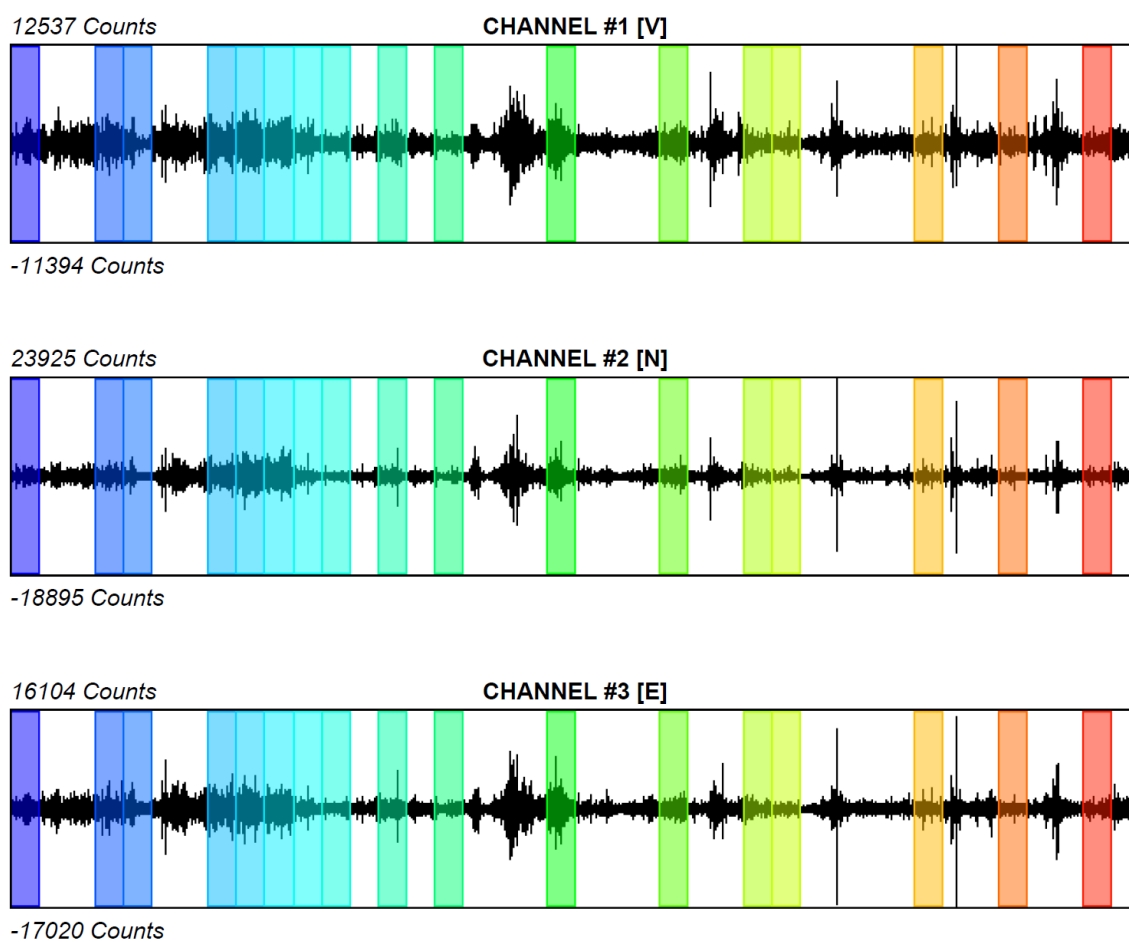 12537 Counts CHANNEL #1 [V]
-11394 Counts
23925 Counts CHANNEL #2 [N]
-18895 Counts
16104 Counts CHANNEL #3 [E]
-17020 Counts